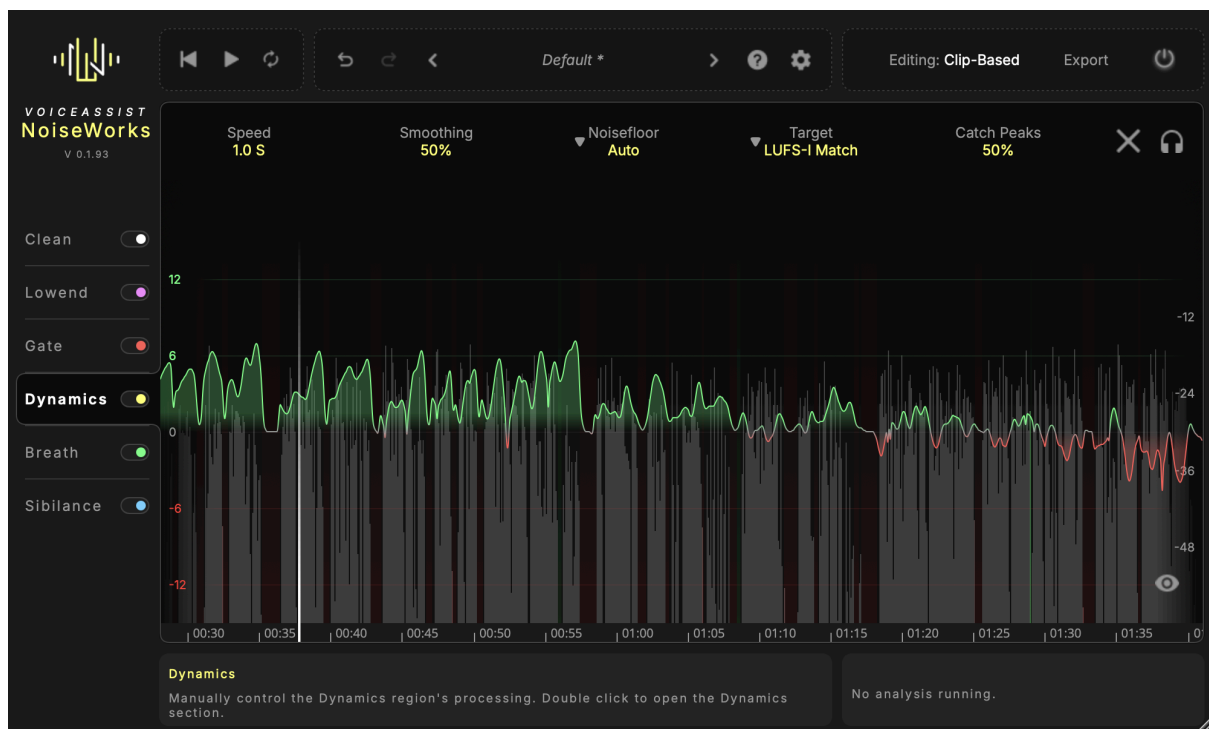 Default *
Editing: Clip-Based
Export
VOICEASSIST
NoiseWorks
V 0.1.93
Speed
1.0 S
Smoothing
50%
Noisefloor
Auto
Target
LUFS-I Match
Catch Peaks
50%
Clean
Lowend
Gate
Dynamics
Breath
Sibilance
12
6
0
-6
-12
-12
-24
-36
-48
00:30 00:35 00:40 00:45 00:50 00:55 01:00 01:05 01:10 01:15 01:20 01:25 01:30 01:35
Dynamics
Manually control the Dynamics region's processing. Double click to open the Dynamics
section.
No analysis running.